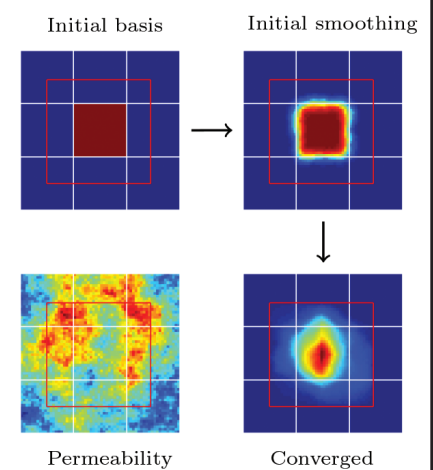 Initial basis
Initial smoothing
Permeability
Converged